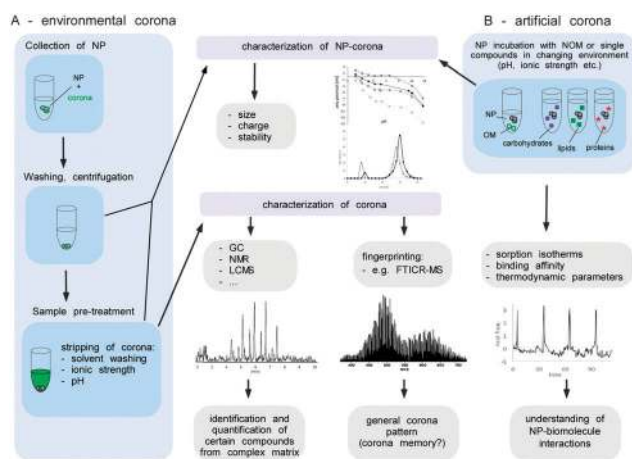 A - environmental corona
Collection of NP
NP
+
corona
Washing, centrifugation
Sample pre-treatment
stripping of corona:
- solvent washing
- ionic strength
- pH
characterization of NP-corona
- size
- charge
- stability
pH
characterization of corona
- GC
- NMR
- LCMS
- ...
fingerprinting:
- e.g. FTICR-MS
identification and
quantification of
certain compounds
from complex matrix
general corona
pattern
(corona memory?)
B - artificial corona
NP incubation with NOM or single
compounds in changing environment
(pH, ionic strength etc.)
NP
OM
carbohydrates
lipids
proteins
- sorption isotherms
- binding affinity
- thermodynamic parameters
time
understanding of
NP-biomolecule
interactions